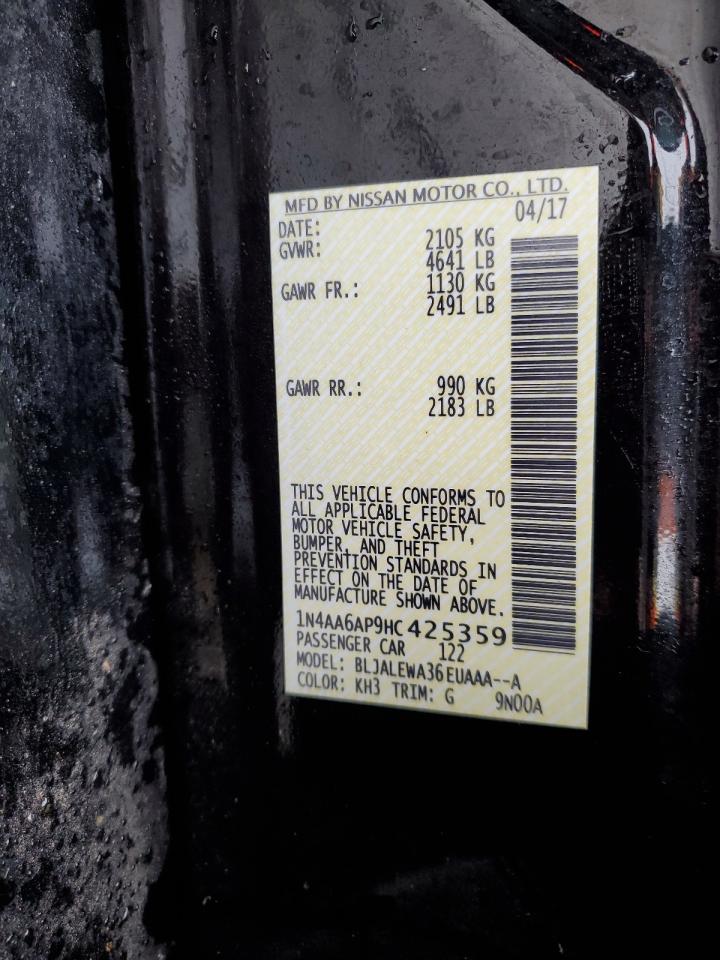 MFD BY NISSAN MOTOR CO., LTD.
DATE: 04/17
GVWR: 2105 KG
4641 LB
GAWR FR.: 1130 KG
2491 LB
GAWR RR.: 990 KG
2183 LB
THIS VEHICLE CONFORMS TO
ALL APPLICABLE FEDERAL
MOTOR VEHICLE SAFETY,
BUMPER, AND THEFT
PREVENTION STANDARDS IN
EFFECT ON THE DATE OF
MANUFACTURE SHOWN ABOVE.
1N4AA6AP9HC425359
PASSENGER CAR 122
MODEL: BLJALEWA36EUAAA--A
COLOR: KH3 TRIM: G 9N00A